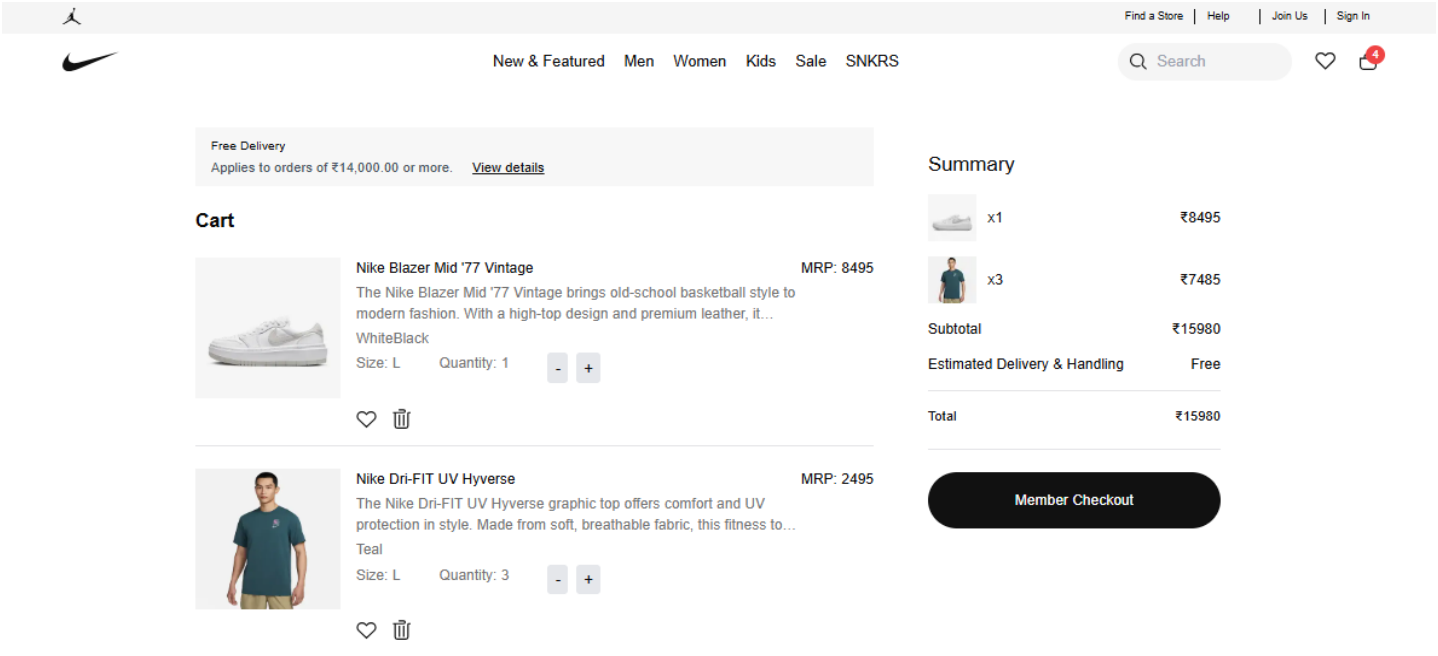 Find a Store | Help | Join Us | Sign In
New & Featured Men Women Kids Sale SNKRS
Search
4
Free Delivery
Applies to orders of ₹14,000.00 or more. View details
Cart
Nike Blazer Mid '77 Vintage MRP: 8495
The Nike Blazer Mid '77 Vintage brings old-school basketball style to
modern fashion. With a high-top design and premium leather, it…
WhiteBlack
Size: L Quantity: 1 - +
Nike Dri-FIT UV Hyverse MRP: 2495
The Nike Dri-FIT UV Hyverse graphic top offers comfort and UV
protection in style. Made from soft, breathable fabric, this fitness to…
Teal
Size: L Quantity: 3 - +
Summary
x1 ₹8495
x3 ₹7485
Subtotal ₹15980
Estimated Delivery & Handling Free
Total ₹15980
Member Checkout